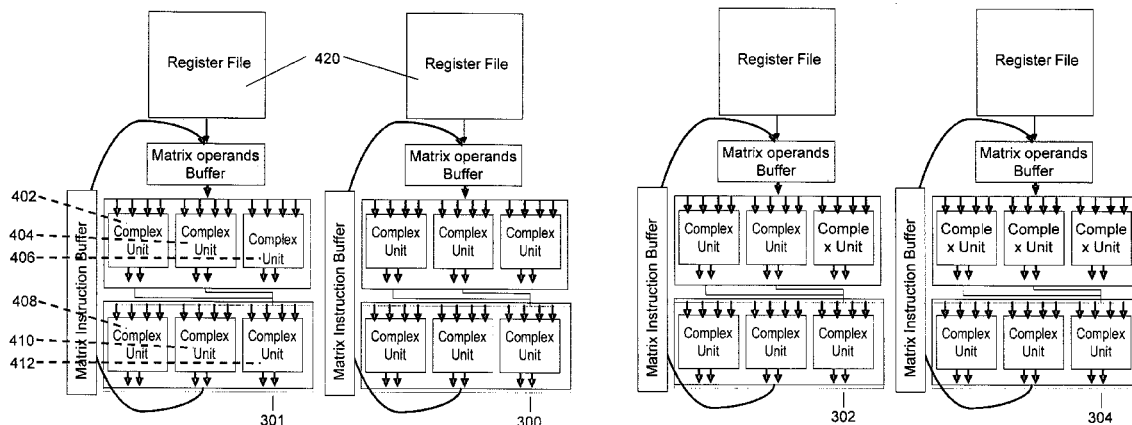 Register File
420
Register File
Register File
Register File
Matrix operands
Buffer
Matrix operands
Buffer
Matrix operands
Buffer
Matrix operands
Buffer
Matrix Instruction Buffer
Matrix Instruction Buffer
Matrix Instruction Buffer
Matrix Instruction Buffer
402
404
406
408
410
412
Complex
Unit
Complex
Unit
Complex
Unit
Complex
Unit
Complex
Unit
Complex
Unit
Complex
Unit
Complex
Unit
Comple
x Unit
Comple
x Unit
Comple
x Unit
Comple
x Unit
Complex
Unit
Complex
Unit
Complex
Unit
Complex
Unit
Complex
Unit
Complex
Unit
Complex
Unit
Complex
Unit
Complex
Unit
Complex
Unit
Complex
Unit
Complex
Unit
301
300
302
304